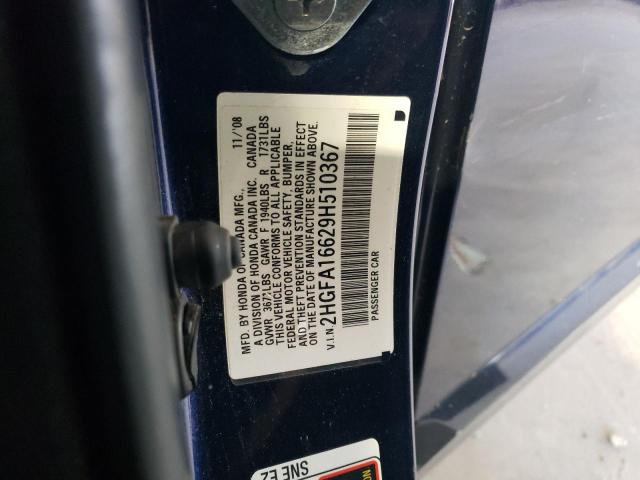 MFD. BY HONDA OF CANADA MFG., 11/'08
A DIVISION OF HONDA CANADA INC. CANADA
GVWR 3677LBS GAWR F 1940LBS R 1731LBS
THIS VEHICLE CONFORMS TO ALL APPLICABLE
FEDERAL MOTOR VEHICLE SAFETY, BUMPER,
AND THEFT PREVENTION STANDARDS IN EFFECT
ON THE DATE OF MANUFACTURE SHOWN ABOVE.
V.I.N. 2HGFA16629H510367
PASSENGER CAR
SNE EZ